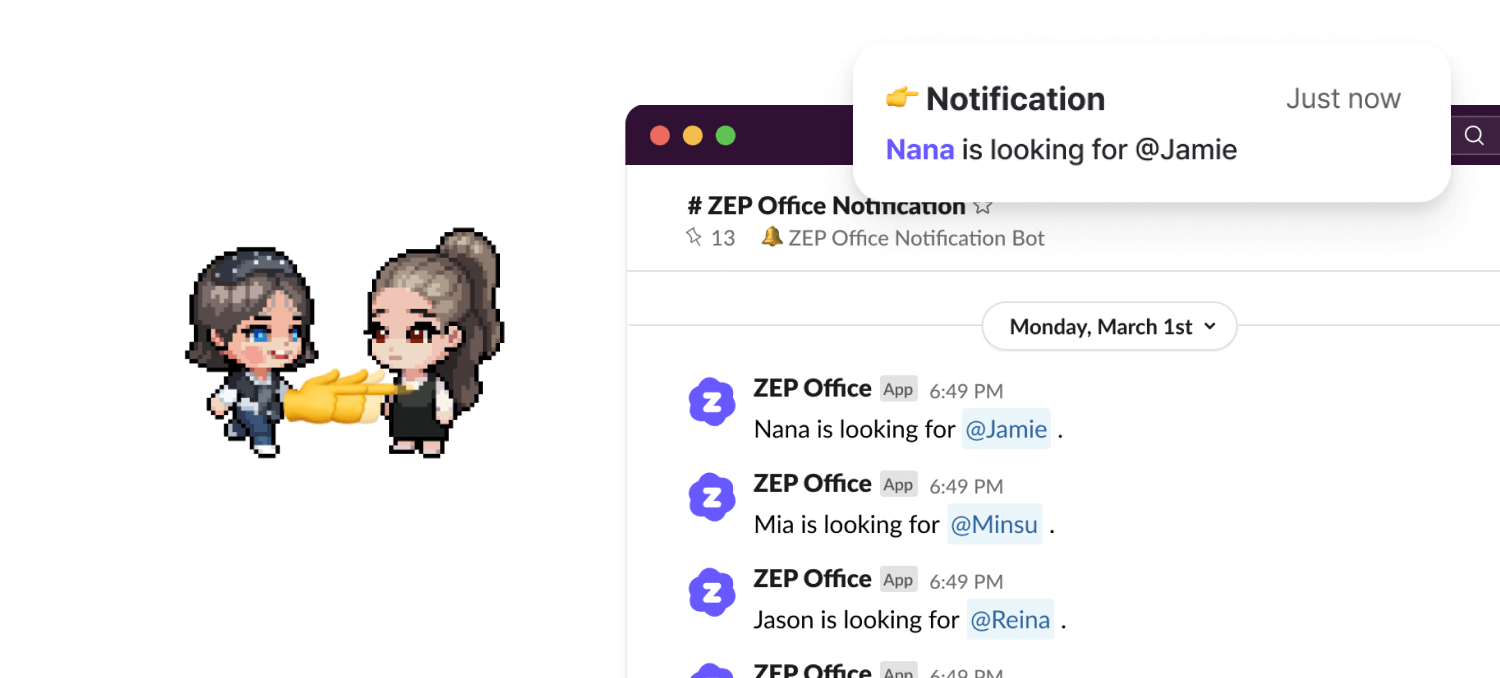 👉 Notification Just now
Nana is looking for @Jamie
# ZEP Office Notification
13 ZEP Office Notification Bot
Monday, March 1st
ZEP Office App 6:49 PM
Nana is looking for @Jamie .
ZEP Office App 6:49 PM
Mia is looking for @Minsu .
ZEP Office App 6:49 PM
Jason is looking for @Reina .
ZEP Office App 6:49 PM